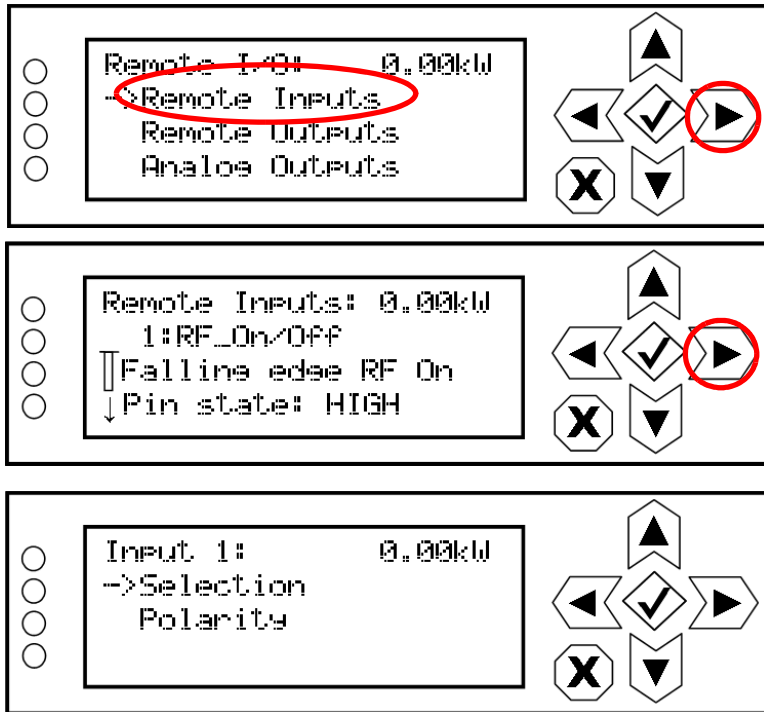 Remote I/O: 0.00kW
->Remote Inputs
Remote Outputs
Analog Outputs
X
Remote Inputs: 0.00kW
1:RF_On/Off
Falling edge RF On
↓Pin state: HIGH
X
Input 1: 0.00kW
->Selection
Polarity
X